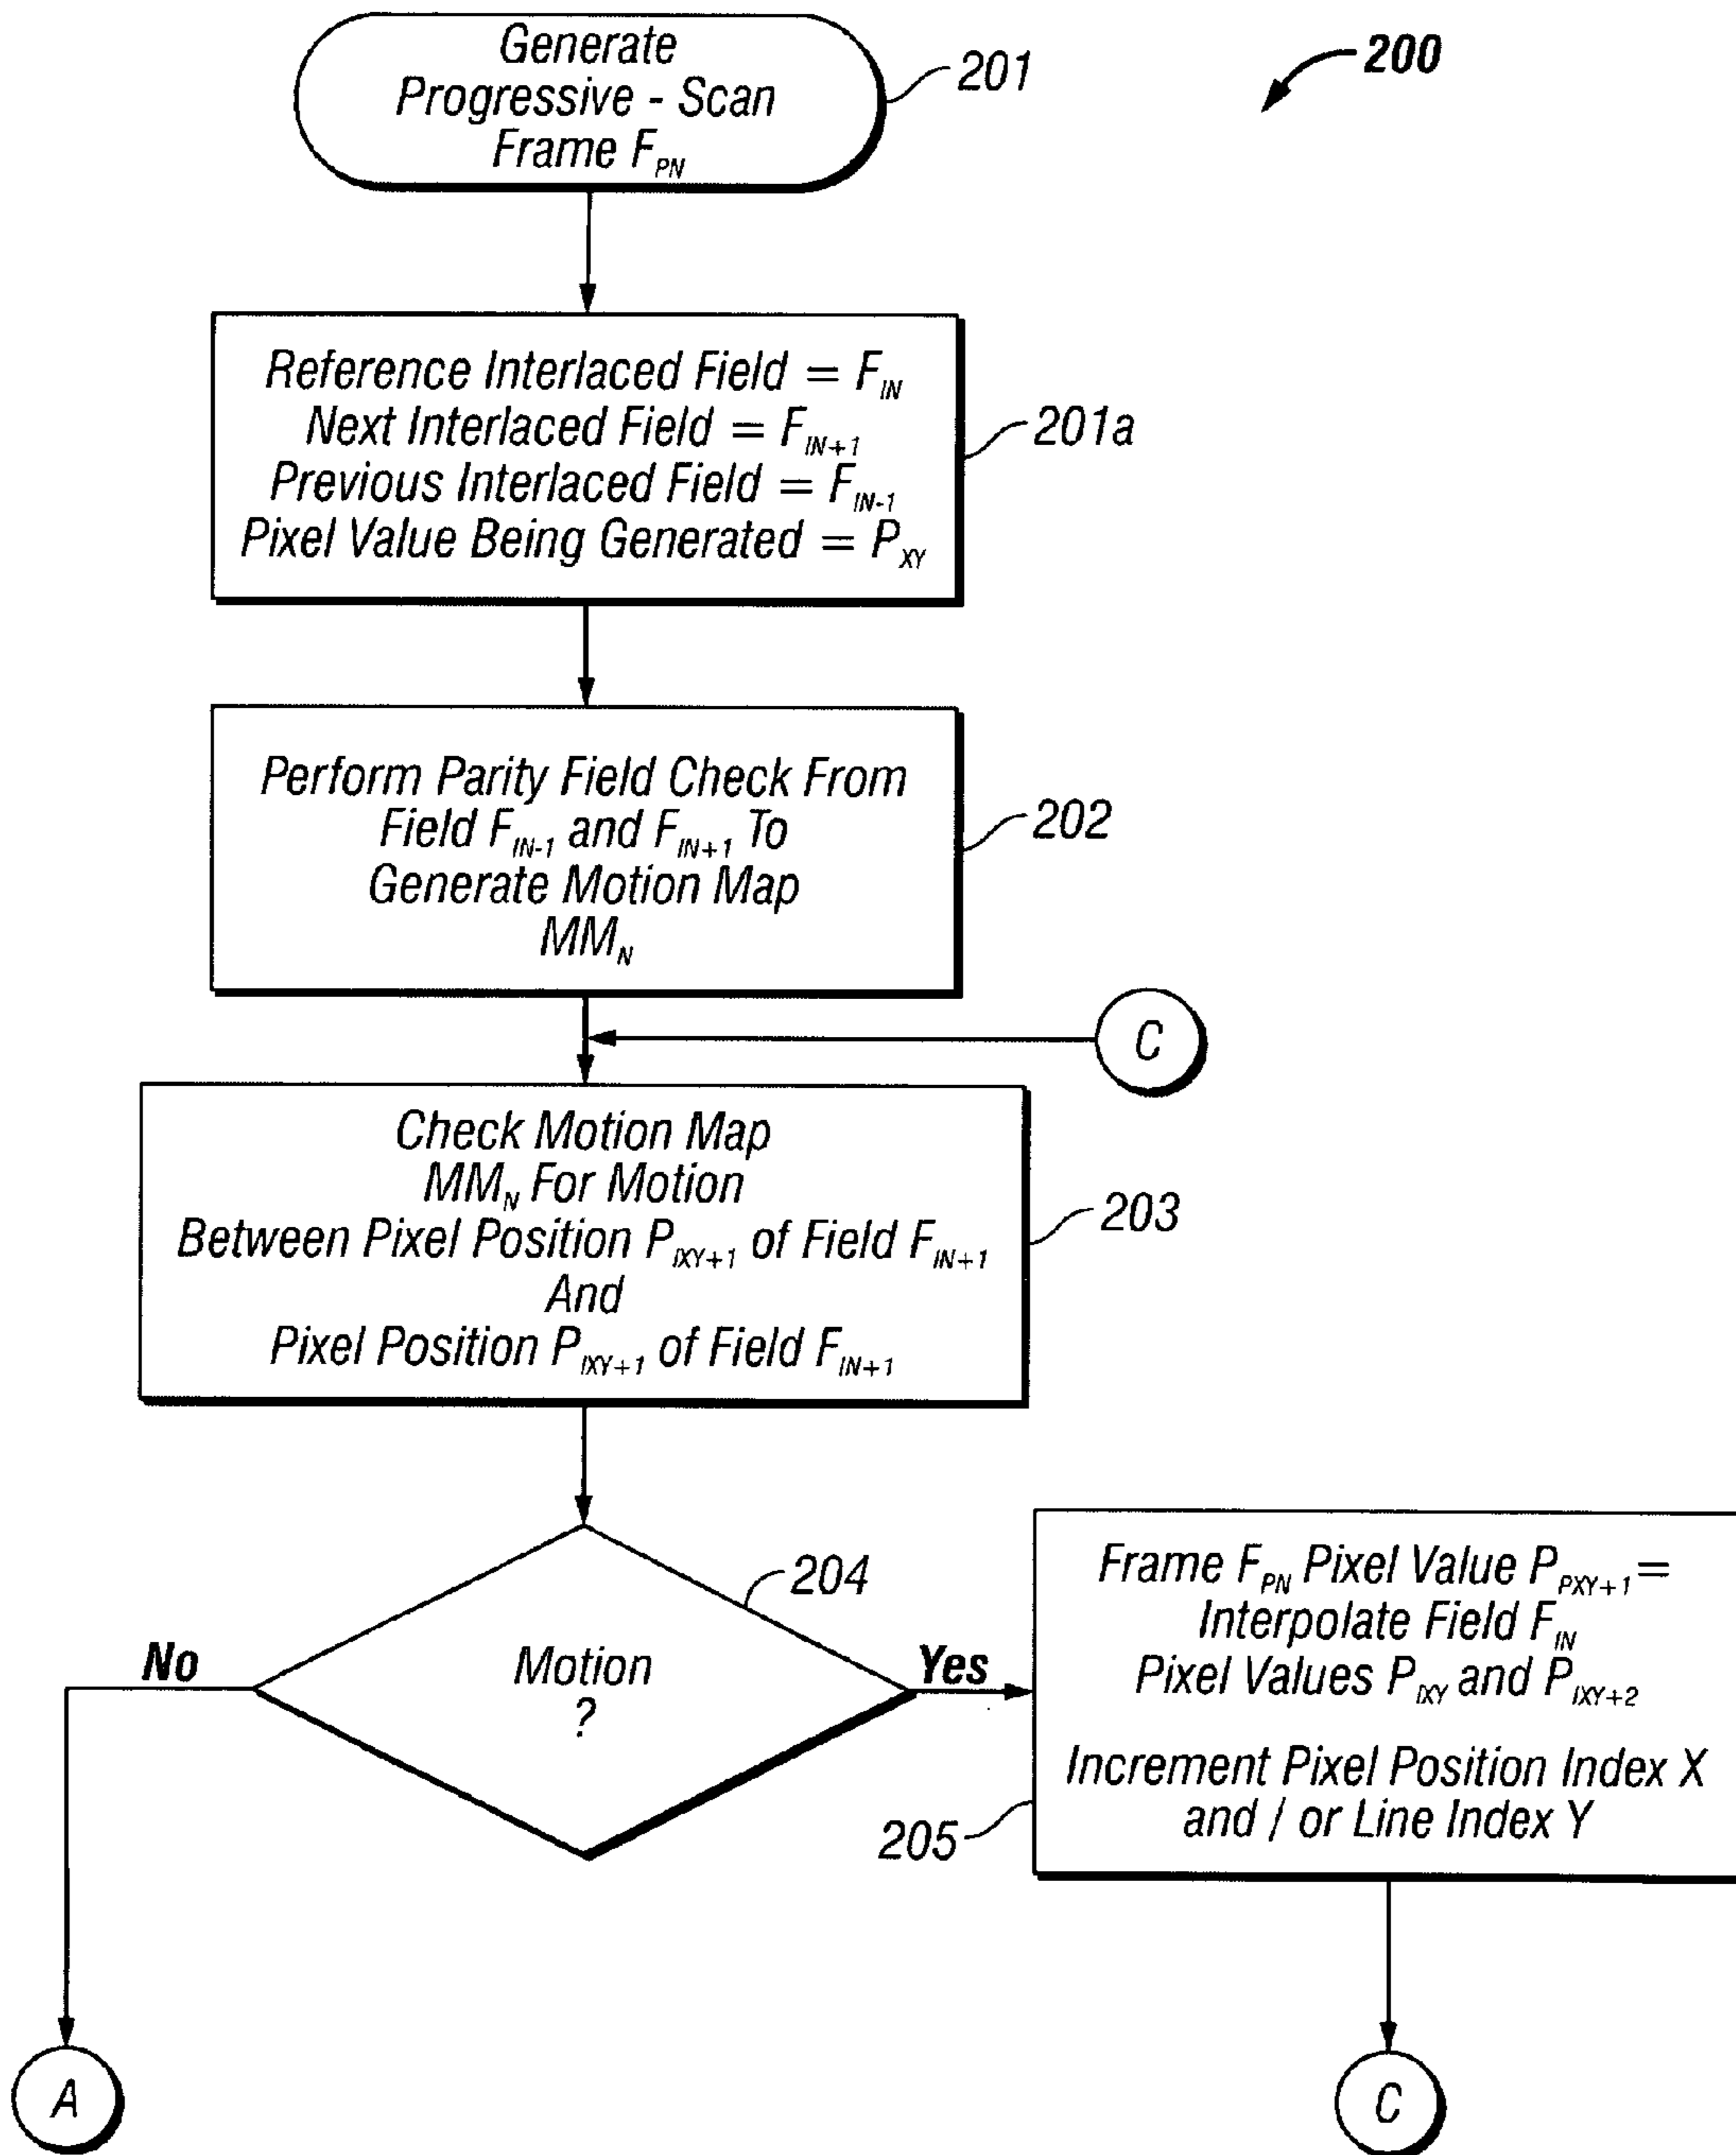 Generate
Progressive - Scan
Frame F_PN
201
200
Reference Interlaced Field = F_IN
Next Interlaced Field = F_IN+1
Previous Interlaced Field = F_IN-1
Pixel Value Being Generated = P_XY
201a
Perform Parity Field Check From
Field F_IN-1 and F_IN+1 To
Generate Motion Map
MM_N
202
C
Check Motion Map
MM_N For Motion
Between Pixel Position P_IXY+1 of Field F_IN+1
And
Pixel Position P_IXY+1 of Field F_IN+1
203
204
Motion
?
No
Yes
Frame F_PN Pixel Value P_PXY+1 =
Interpolate Field F_IN
Pixel Values P_IXY and P_IXY+2
Increment Pixel Position Index X
and / or Line Index Y
205
A
C